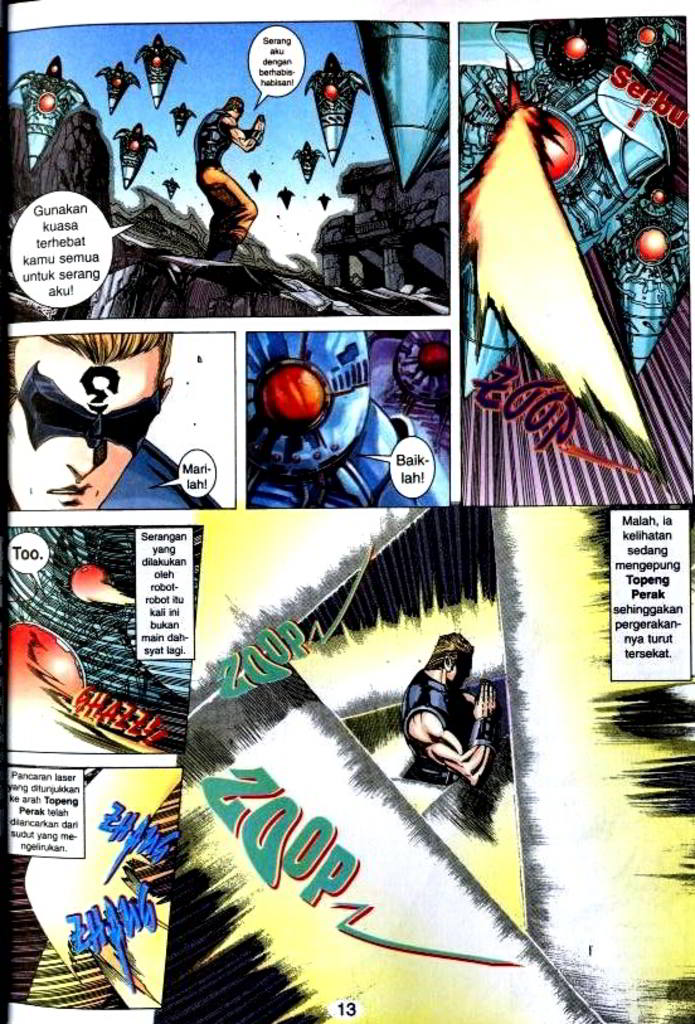 Serang
aku
dengan
berhabis-
habisan!
Gunakan
kuasa
terhebat
kamu semua
untuk serang
aku!
Serbu
!
ZOOP
Mari-
lah!
Baik-
lah!
Too.
Serangan
yang
dilakukan
oleh
robot-
robot itu
kali ini
bukan
main dah-
syat lagi.
GHAZZ!!
Malah, ia
kelihatan
sedang
mengepung
Topeng
Perak
sehinggakan
pergerakan-
nya turut
tersekat.
ZOOP
ZOOP
Pancaran laser
yang ditunjukkan
ke arah Topeng
Perak telah
dilancarkan dari
sudut yang me-
ngelirukan.
ZHANG
ZHANG
13